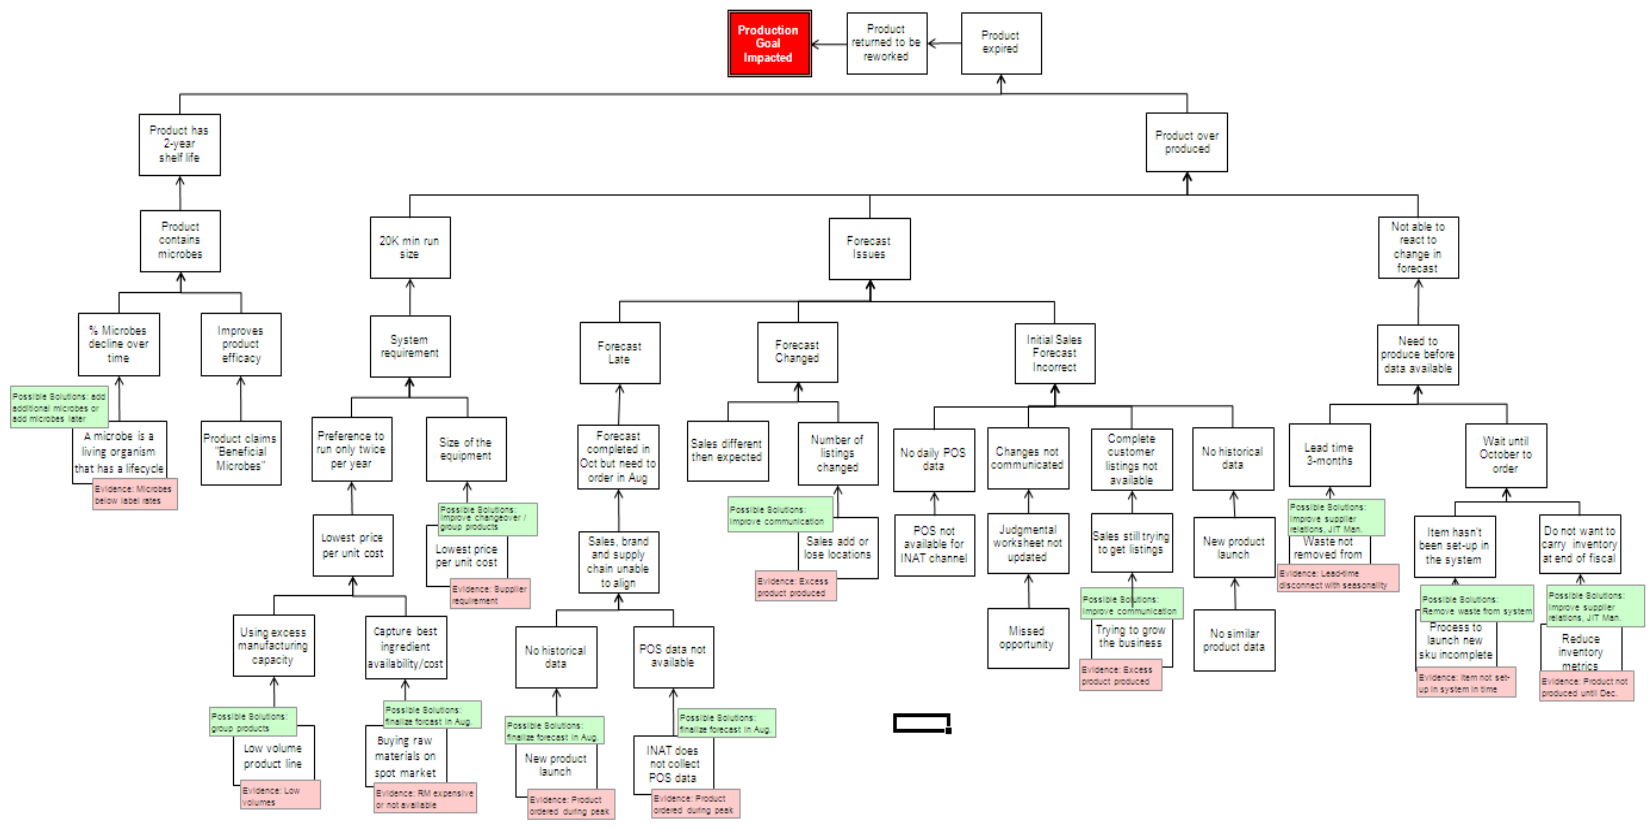 Production
Goal
Impacted
Product
returned to be
reworked
Product
expired
Product has
2-year
shelf life
Product over
produced
Product
contains
microbes
20K min run
size
Forecast
Issues
Not able to
react to
change in
forecast
% Microbes
decline over
time
Improves
product
efficacy
System
requirement
Forecast
Late
Forecast
Changed
Initial Sales
Forecast
Incorrect
Need to
produce before
data available
Possible Solutions: add
additional microbes or
add microbes later
A microbe is a
living organism
that has a lifecycle
Evidence: Microbes
below label rates
Product claims
"Beneficial
Microbes"
Preference to
run only twice
per year
Size of the
equipment
Forecast
completed in
Oct but need to
order in Aug
Sales different
then expected
Number of
listings
changed
No daily POS
data
Changes not
communicated
Complete
customer
listings not
available
No historical
data
Lead time
3-months
Wait until
October to
order
Lowest price
per unit cost
Possible Solutions:
Improve changeover /
group products
Lowest price
per unit cost
Evidence: Supplier
requirement
Sales, brand
and supply
chain unable
to align
Possible Solutions:
Improve communication
Sales add or
lose locations
Evidence: Excess
product produced
POS not
available for
INAT channel
Judgmental
worksheet not
updated
Sales still trying
to get listings
New product
launch
Possible Solutions:
Improve supplier
relations, JIT Man.
Waste not
removed from
Evidence: Lead-time
disconnect with seasonality
Item hasn't
been set-up in
the system
Do not want to
carry inventory
at end of fiscal
Using excess
manufacturing
capacity
Capture best
ingredient
availability/cost
No historical
data
POS data not
available
Missed
opportunity
Possible Solutions:
Improve communication
Trying to grow
the business
Evidence: Excess
product produced
No similar
product data
Possible Solutions:
Remove waste from system
Process to
launch new
sku incomplete
Evidence: Item not set-
up in system in time
Possible Solutions:
Improve supplier
relations, JIT Man.
Reduce
inventory
metrics
Evidence: Product not
produced until Dec.
Possible Solutions:
group products
Low volume
product line
Evidence: Low
volumes
Possible Solutions:
finalize forcast in Aug.
Buying raw
materials on
spot market
Evidence: RM expensive
or not available
Possible Solutions:
finalize forecast in Aug.
New product
launch
Evidence: Product
ordered during peak
Possible Solutions:
finalize forecast in Aug.
INAT does
not collect
POS data
Evidence: Product
ordered during peak